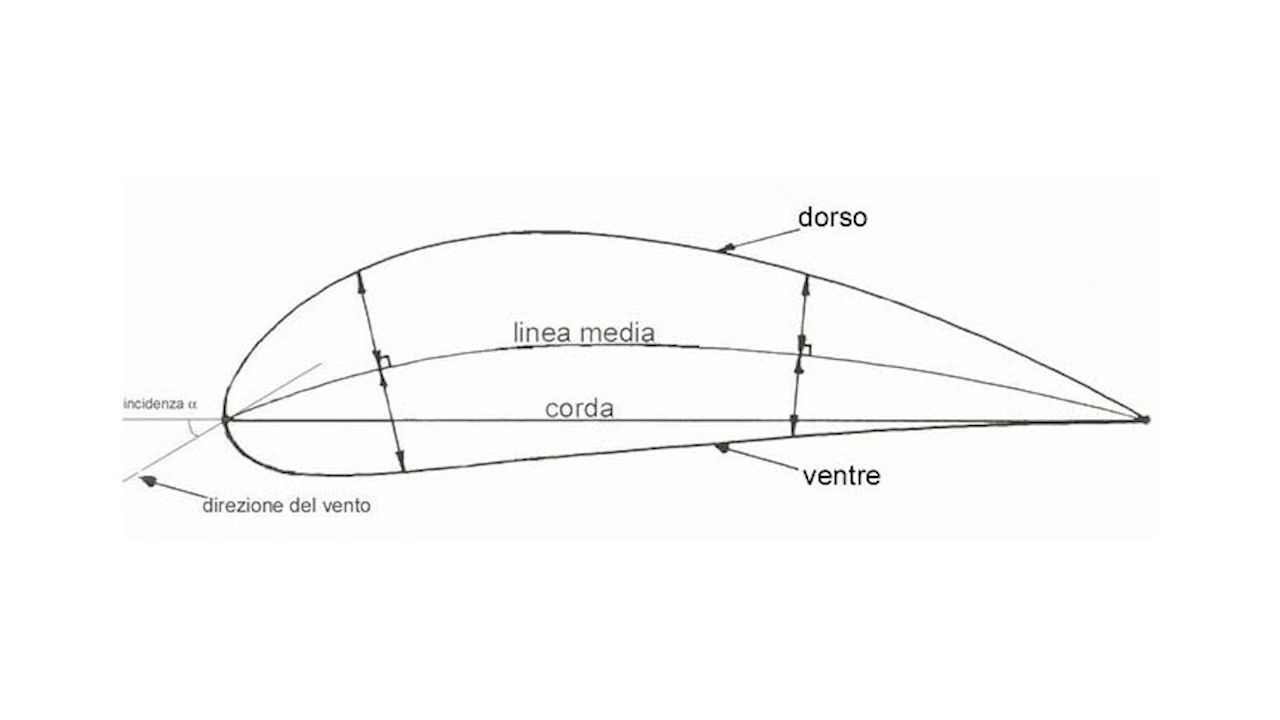 dorso
linea media
incidenza α
corda
ventre
direzione del vento